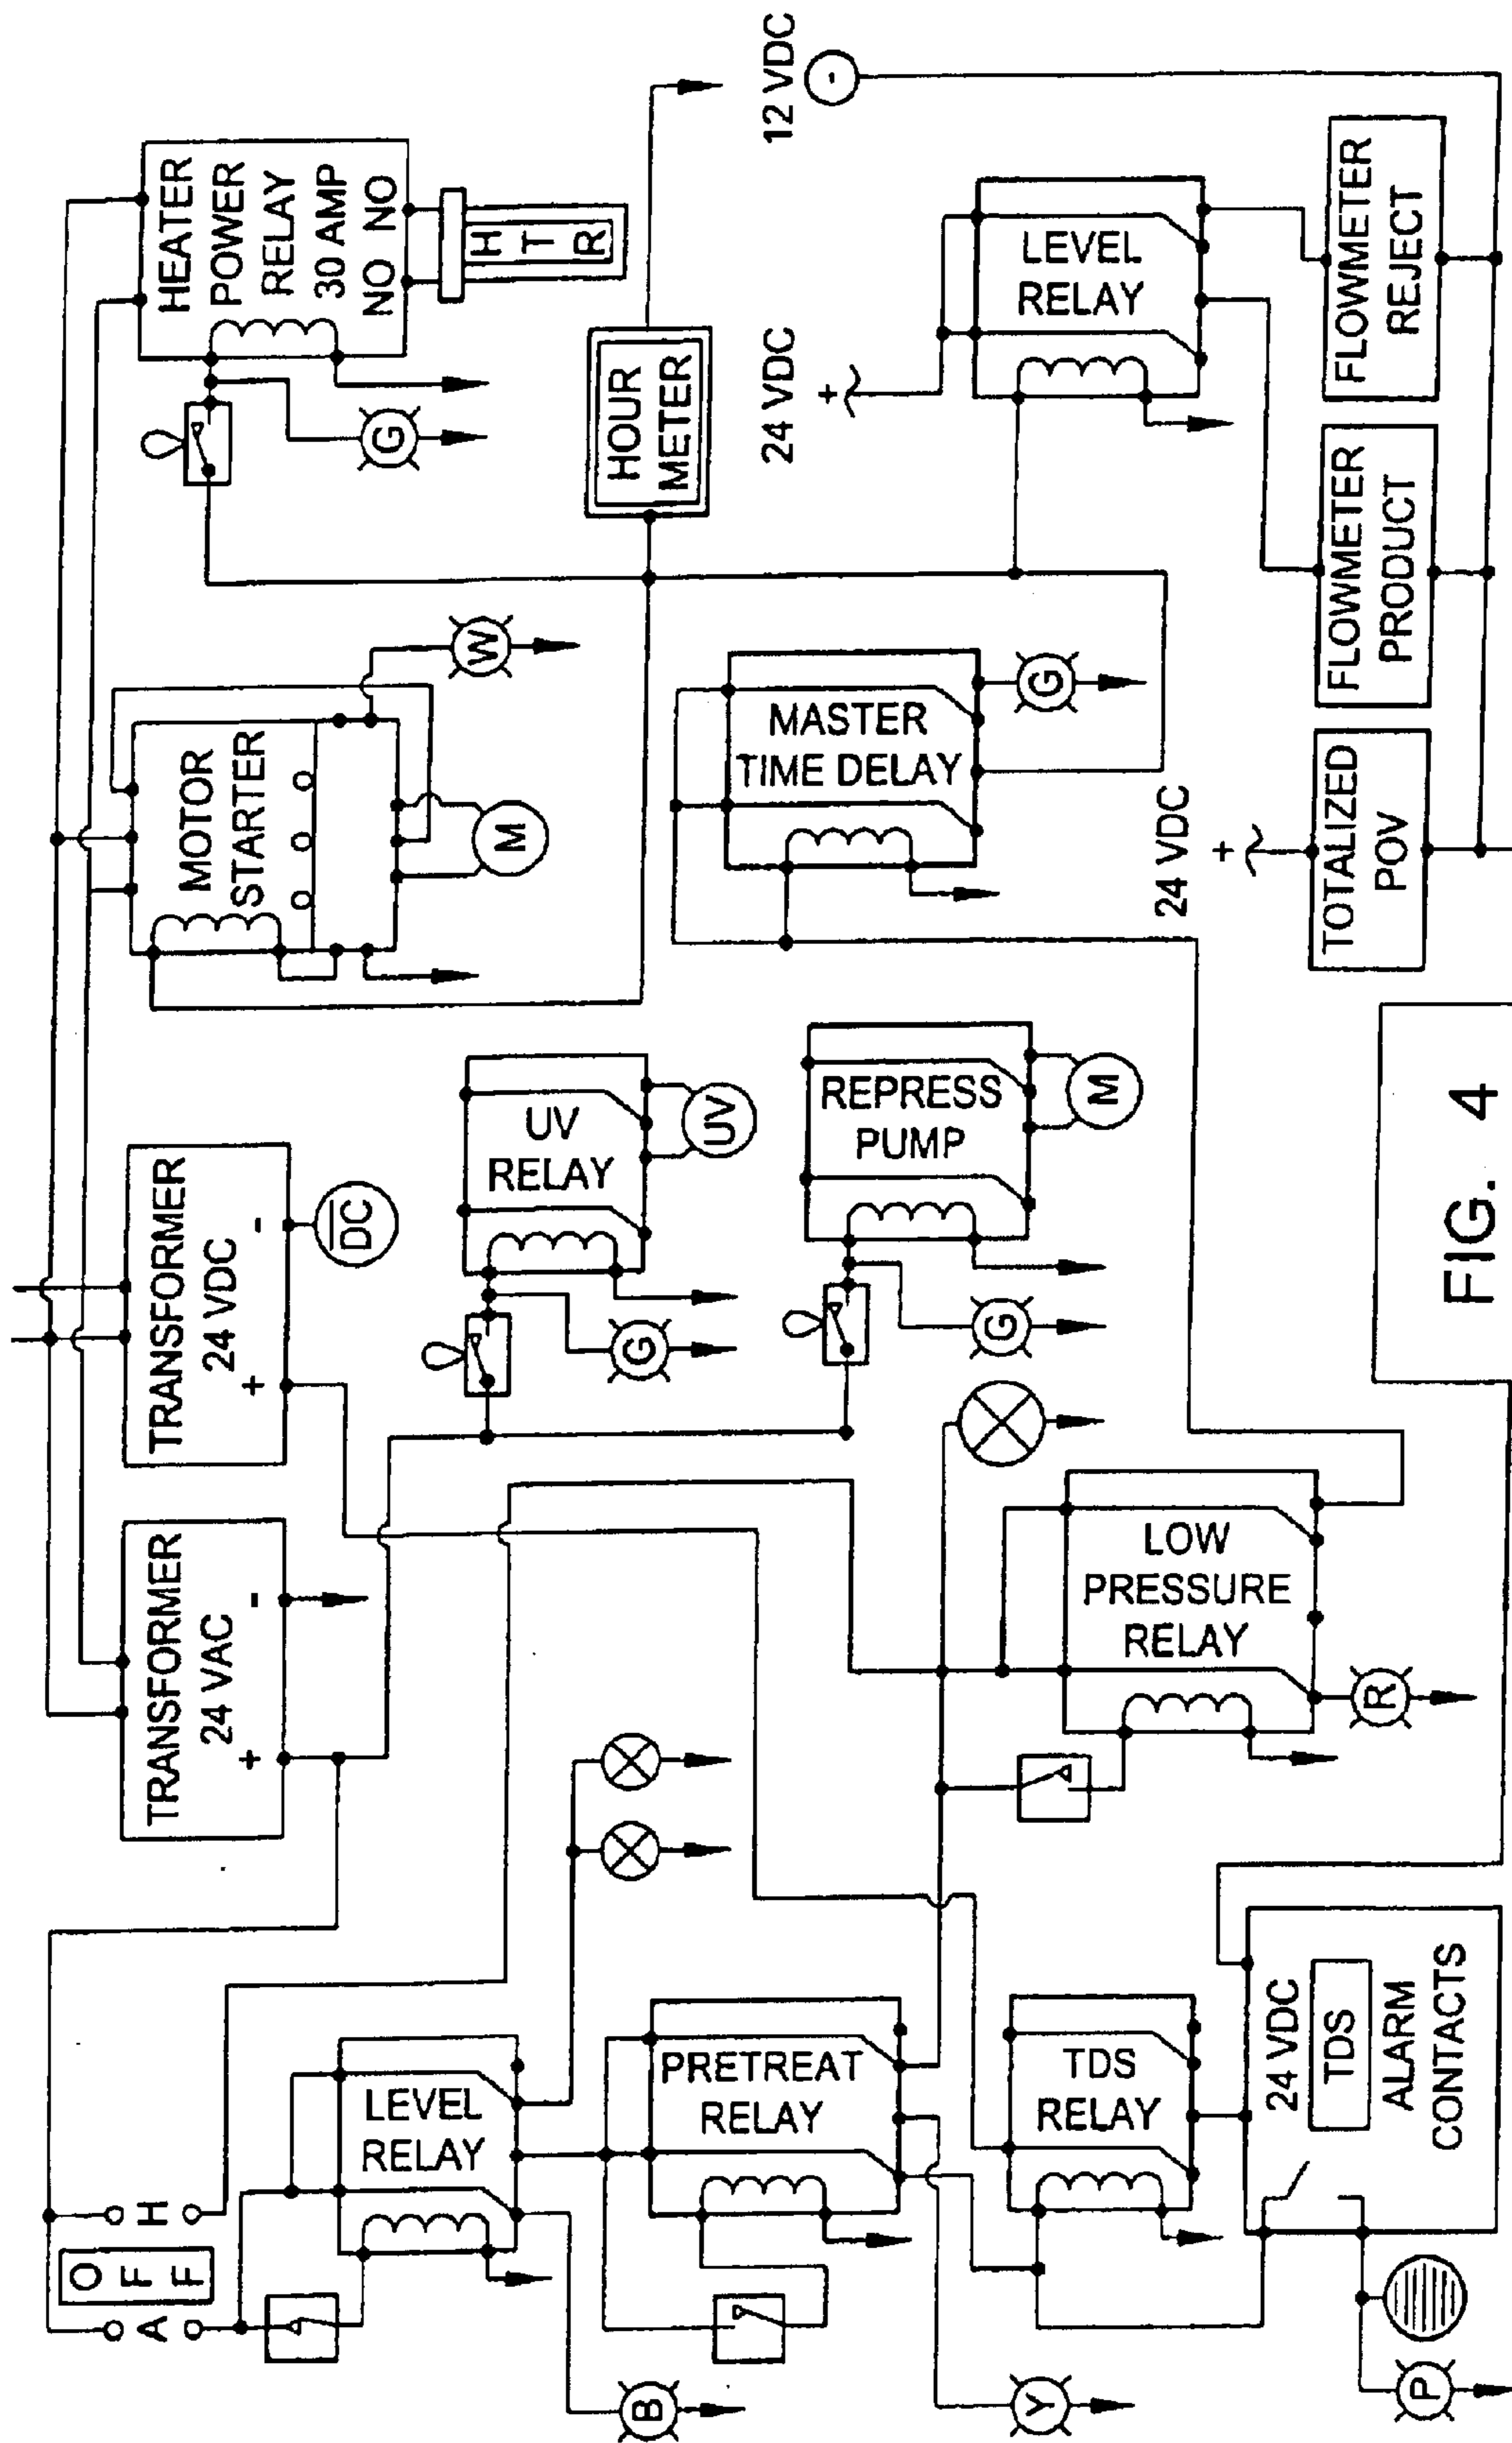 O
F
F
A
H
TRANSFORMER
24 VAC
+ -
TRANSFORMER
24 VDC
+ -
DC
MOTOR
STARTER
M
W
HEATER
POWER
RELAY
30 AMP
NO NO
H
T
R
G
LEVEL
RELAY
B
UV
RELAY
UV
G
HOUR
METER
PRETREAT
RELAY
Y
REPRESS
PUMP
M
G
MASTER
TIME DELAY
G
24 VDC
+
12 VDC
-
LEVEL
RELAY
LOW
PRESSURE
RELAY
R
TDS
RELAY
24 VDC
TDS
ALARM
CONTACTS
P
24 VDC
+
TOTALIZED
POV
FLOWMETER
PRODUCT
FLOWMETER
REJECT
FIG. 4